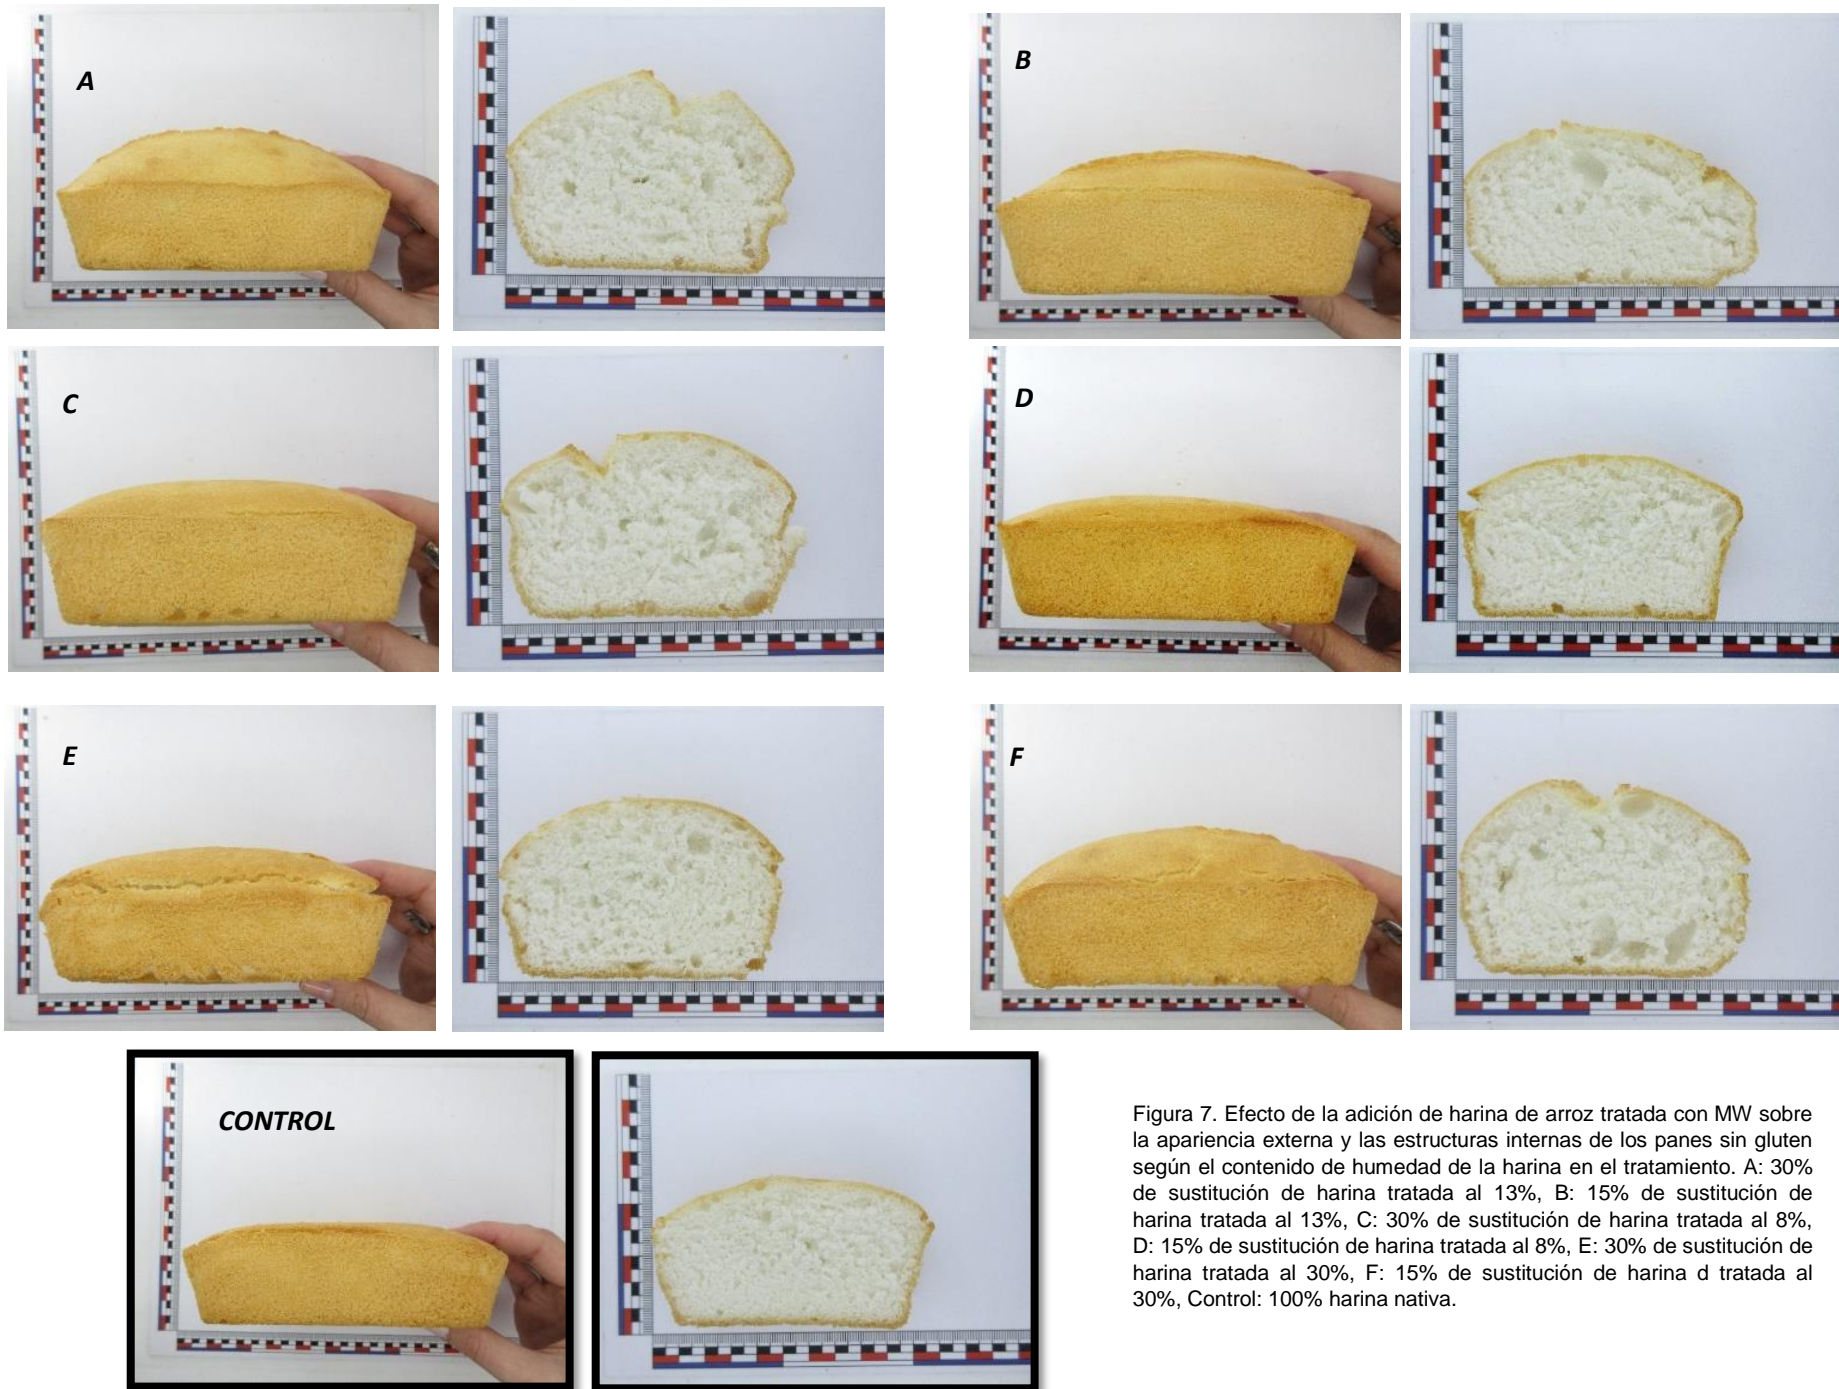 A
B
C
D
E
F
CONTROL
Figura 7. Efecto de la adición de harina de arroz tratada con MW sobre
la apariencia externa y las estructuras internas de los panes sin gluten
según el contenido de humedad de la harina en el tratamiento. A: 30%
de sustitución de harina tratada al 13%, B: 15% de sustitución de
harina tratada al 13%, C: 30% de sustitución de harina tratada al 8%,
D: 15% de sustitución de harina tratada al 8%, E: 30% de sustitución de
harina tratada al 30%, F: 15% de sustitución de harina d tratada al
30%, Control: 100% harina nativa.